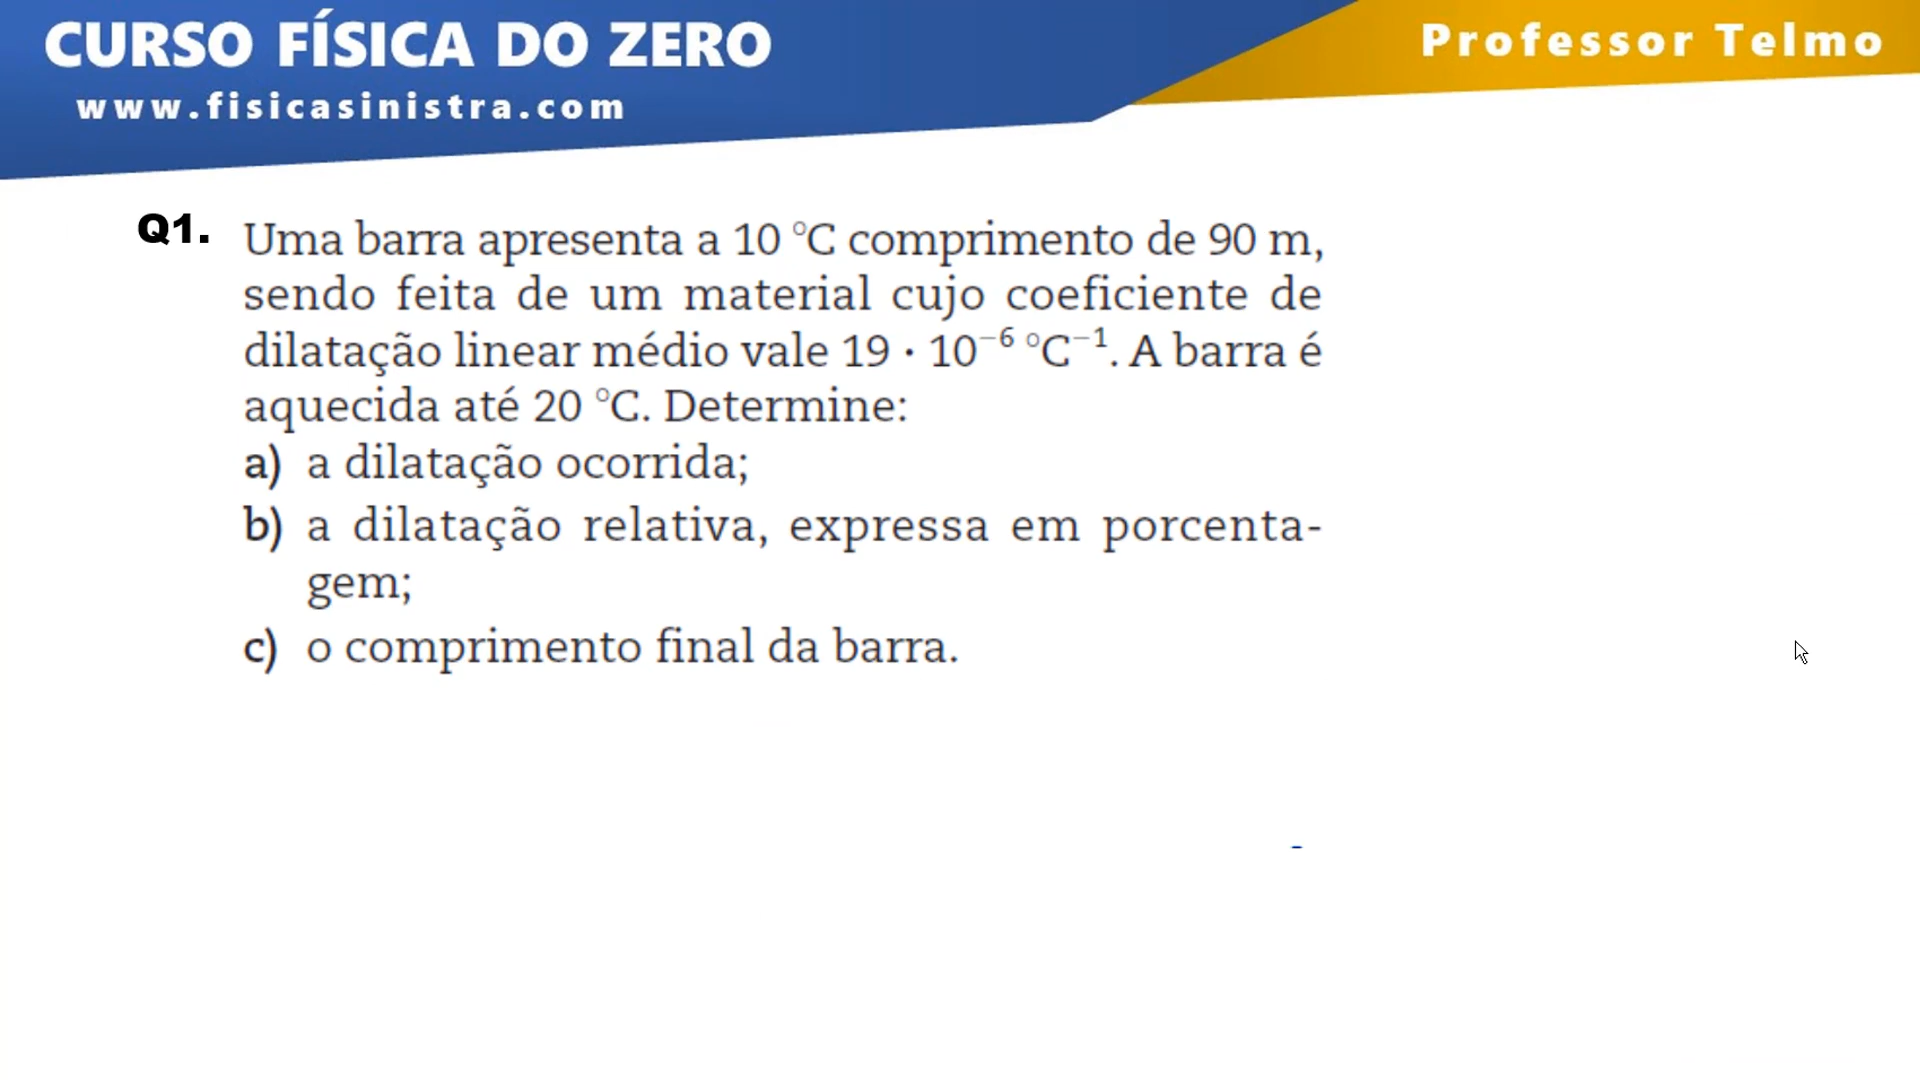 CURSO FÍSICA DO ZERO
Professor Telmo
www.fisicasinistra.com
Q1. Uma barra apresenta a 10 °C comprimento de 90 m,
sendo feita de um material cujo coeficiente de
dilatação linear médio vale 19 · 10⁻⁶ °C⁻¹. A barra é
aquecida até 20 °C. Determine:
a) a dilatação ocorrida;
b) a dilatação relativa, expressa em porcenta-
gem;
c) o comprimento final da barra.